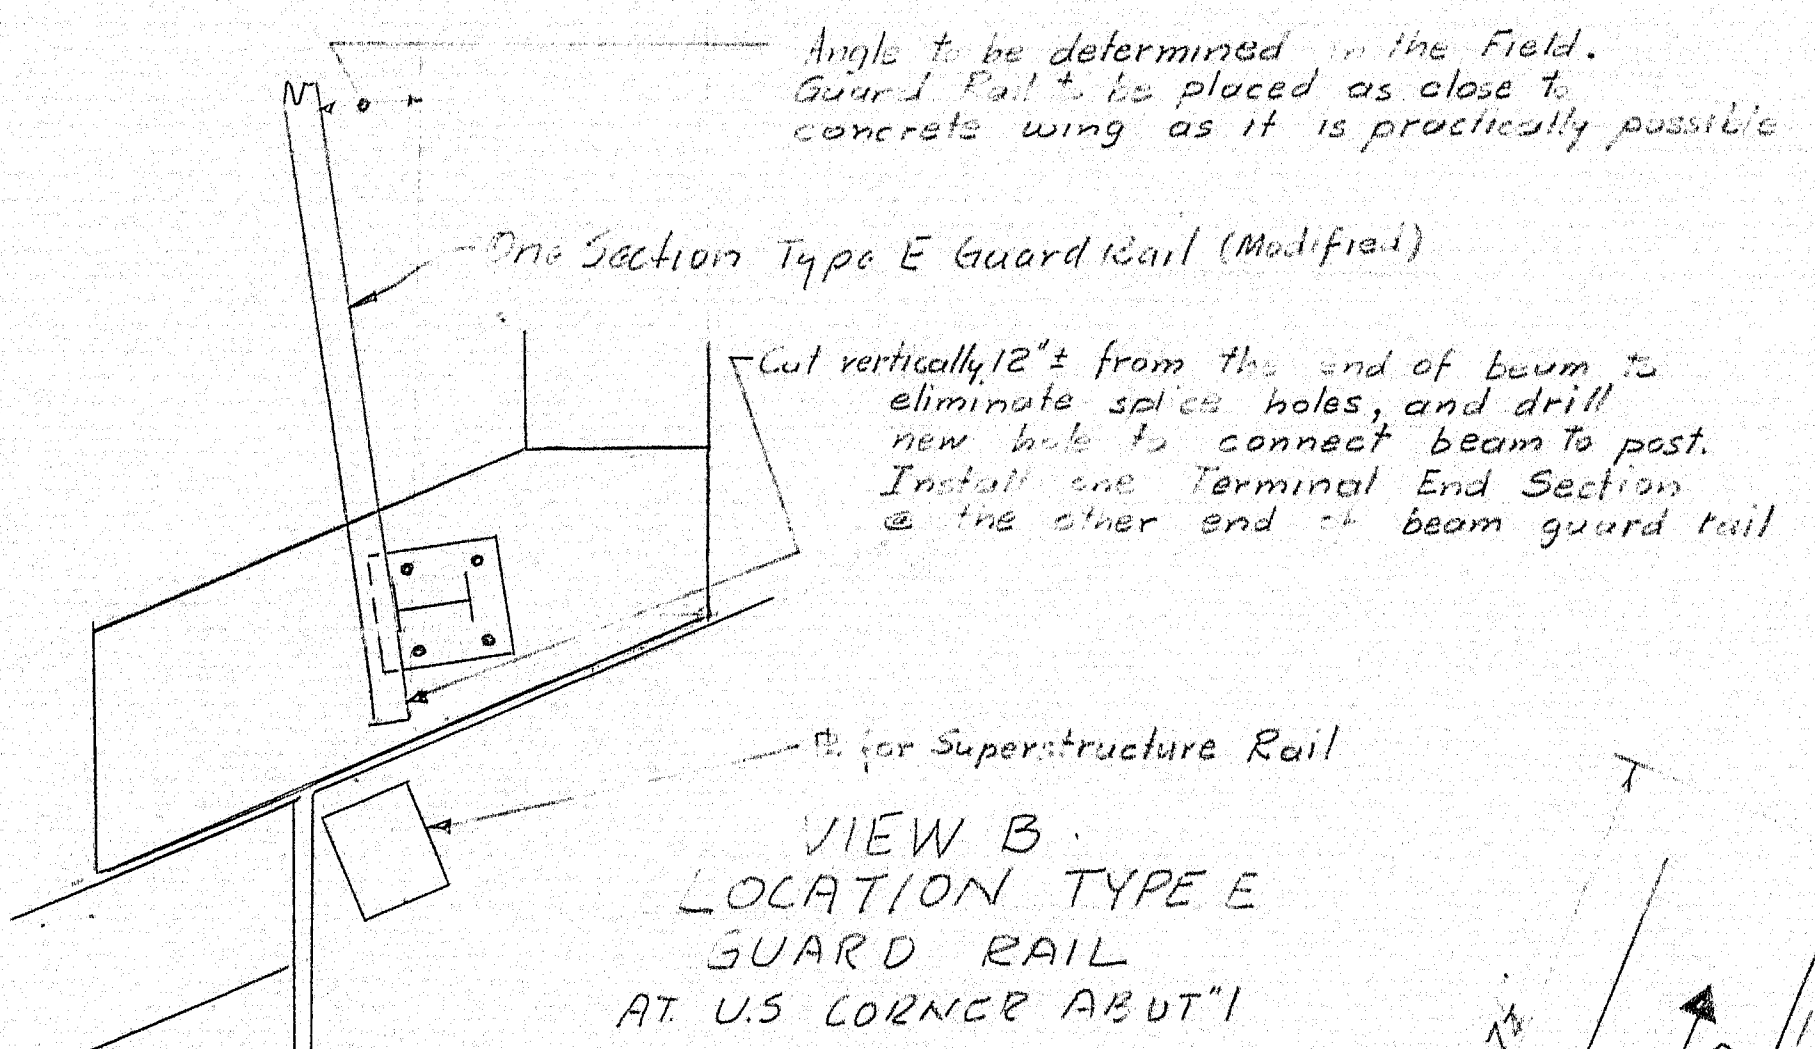 Angle to be determined in the Field.
Guard Rail to be placed as close to
concrete wing as it is practically possible
One Section Type E Guard Rail (Modified)
Cut vertically 12"± from the end of beam to
eliminate splice holes, and drill
new hole to connect beam To post.
Install one Terminal End Section
@ the other end of beam guard rail
℄ for Superstructure Rail
VIEW B
LOCATION TYPE E
GUARD RAIL
AT U.S CORNER ABUT"1